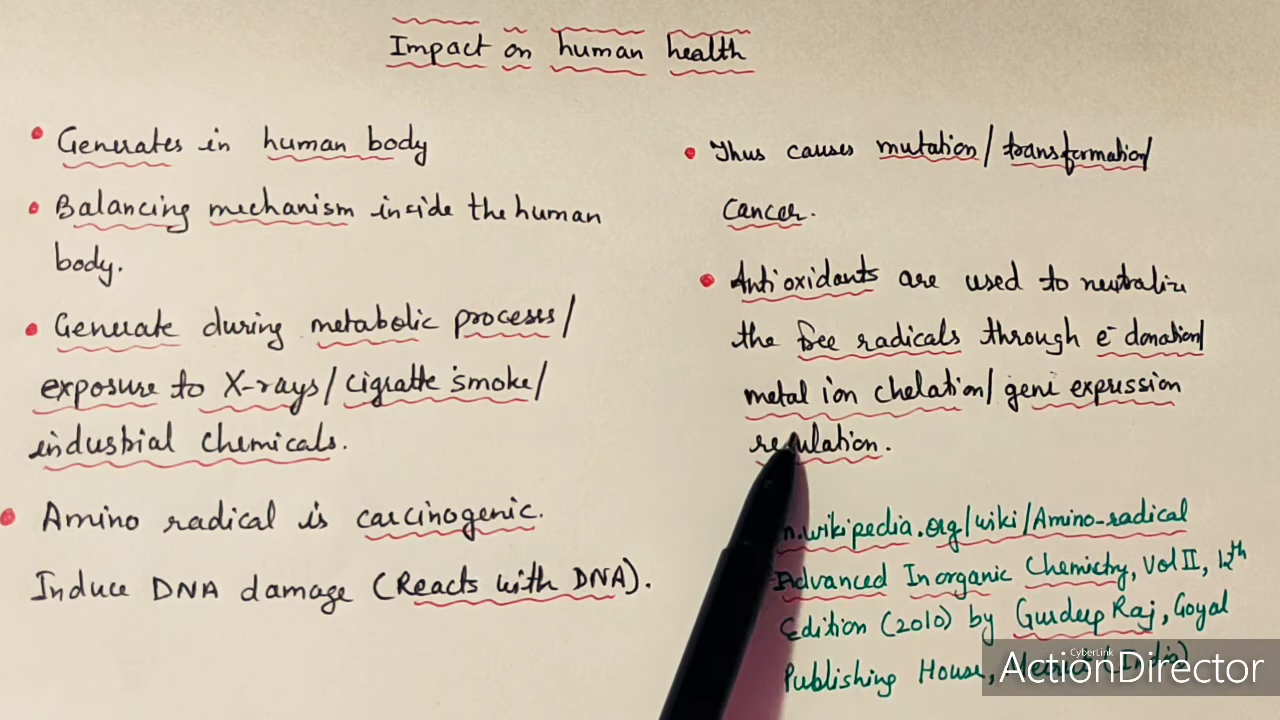 Impact on human health
• Generates in human body
• Balancing mechanism inside the human
body.
• Generate during metabolic processes/
exposure to X-rays/cigratte smoke/
industrial chemicals.
• Amino radical is carcinogenic.
Induce DNA damage (Reacts with DNA).
• Thus causes mutation/transformation/
cancer.
• Antioxidants are used to neutralize
the free radicals through e⁻ donation/
metal ion chelation/gene expression
regulation.
n.wikipedia.org/wiki/Amino-radical
Advanced Inorganic Chemistry, Vol II, 12th
Edition (2010) by Gurdeep Raj, Goyal
Publishing House, (India)
CyberLink
ActionDirector